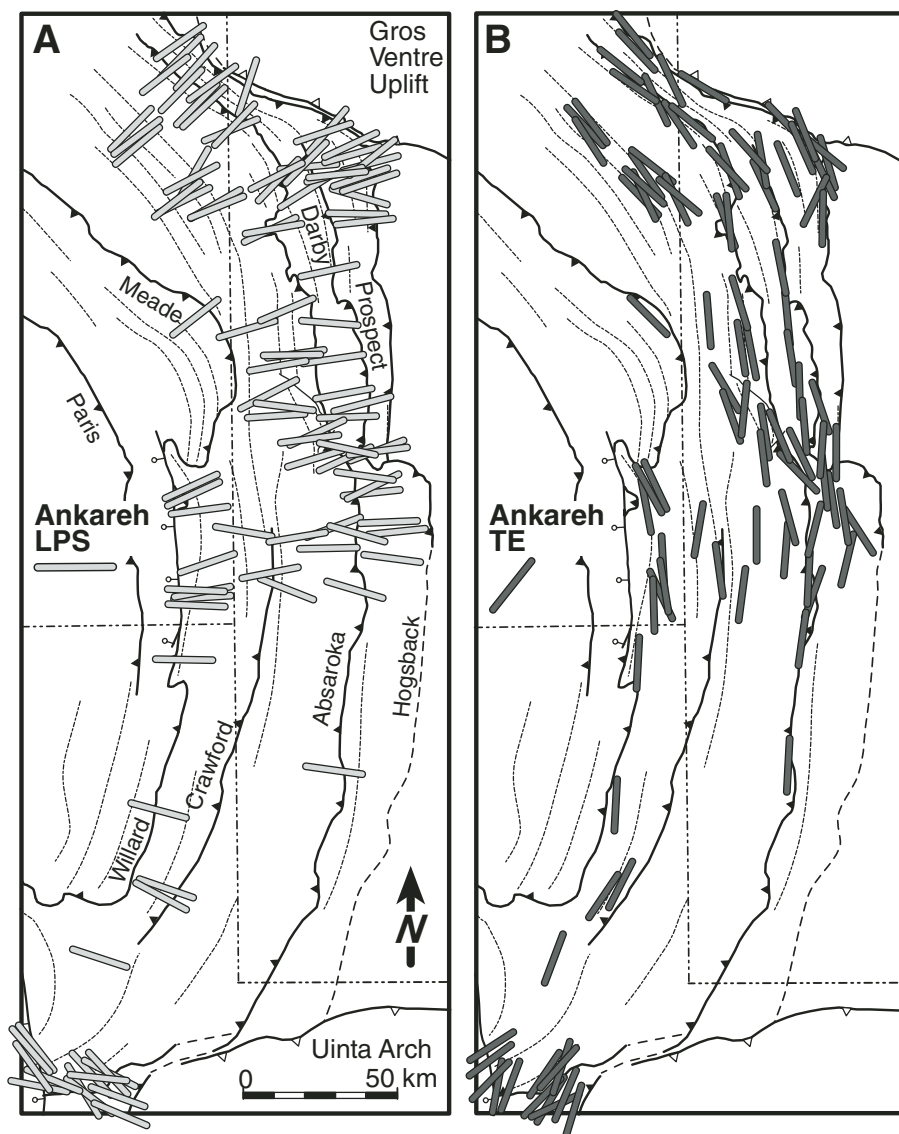 A
Gros
Ventre
Uplift
Darby
Meade
Prospect
Paris
Ankareh
LPS
Absaroka
Hogsback
Crawford
Willard
N
Uinta Arch
0 50 km
B
Ankareh
TE